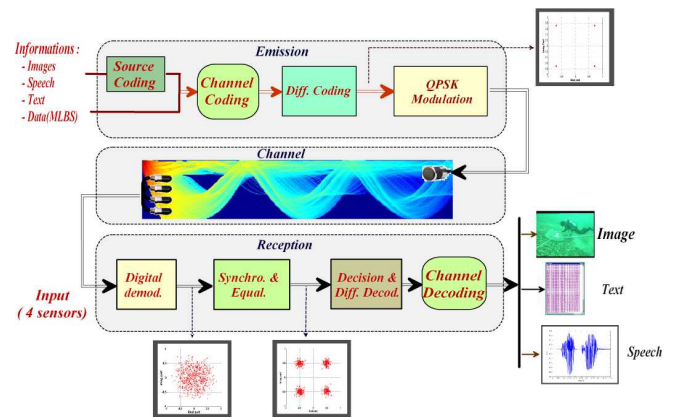 Emission
Informations :
- Images
- Speech
- Text
- Data(MLBS)
Source
Coding
Channel
Coding
Diff. Coding
QPSK
Modulation
Channel
Reception
Input
( 4 sensors)
Digital
demod.
Synchro. &
Equal.
Decision &
Diff. Decod.
Channel
Decoding
Image
Text
Speech